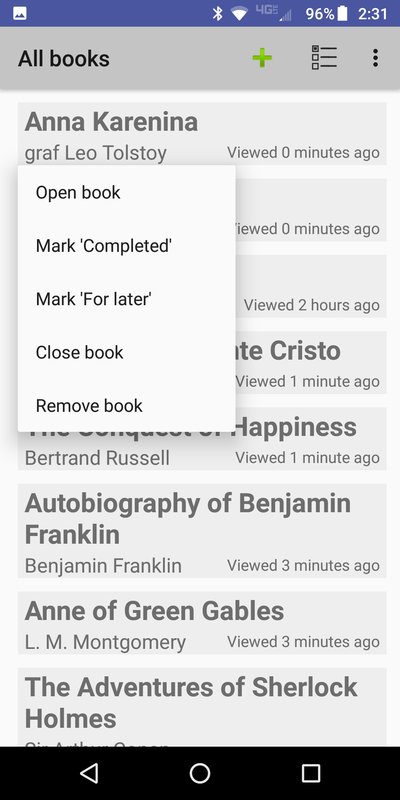 4G 96% 2:31
All books
Anna Karenina
graf Leo Tolstoy Viewed 0 minutes ago
Open book
Mark 'Completed'
Mark 'For later'
Close book
Remove book
Viewed 0 minutes ago
Viewed 2 hours ago
Cristo
Viewed 1 minute ago
The Conquest of Happiness
Bertrand Russell Viewed 1 minute ago
Autobiography of Benjamin
Franklin
Benjamin Franklin Viewed 3 minutes ago
Anne of Green Gables
L. M. Montgomery Viewed 3 minutes ago
The Adventures of Sherlock
Holmes